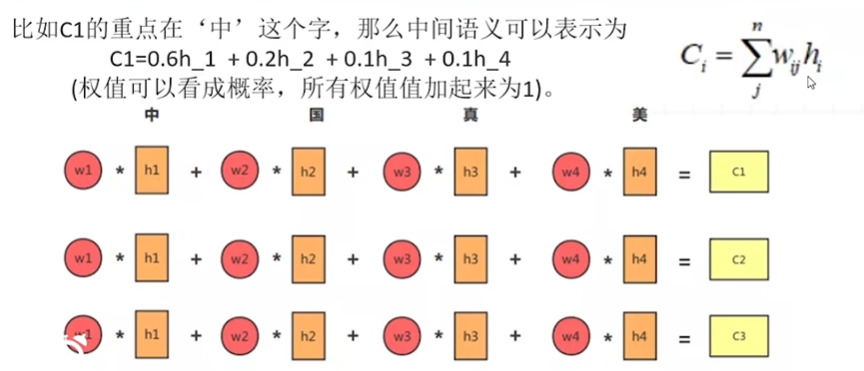 比如C1的重点在‘中’这个字，那么中间语义可以表示为
C1=0.6h_1 + 0.2h_2 + 0.1h_3 + 0.1h_4
(权值可以看成概率，所有权值值加起来为1)。
C_i = \sum_{j}^{n} w_{ij} h_i
中 国 真 美
w1 * h1 + w2 * h2 + w3 * h3 + w4 * h4 = C1
w1 * h1 + w2 * h2 + w3 * h3 + w4 * h4 = C2
* h1 + w2 * h2 + w3 * h3 + w4 * h4 = C3